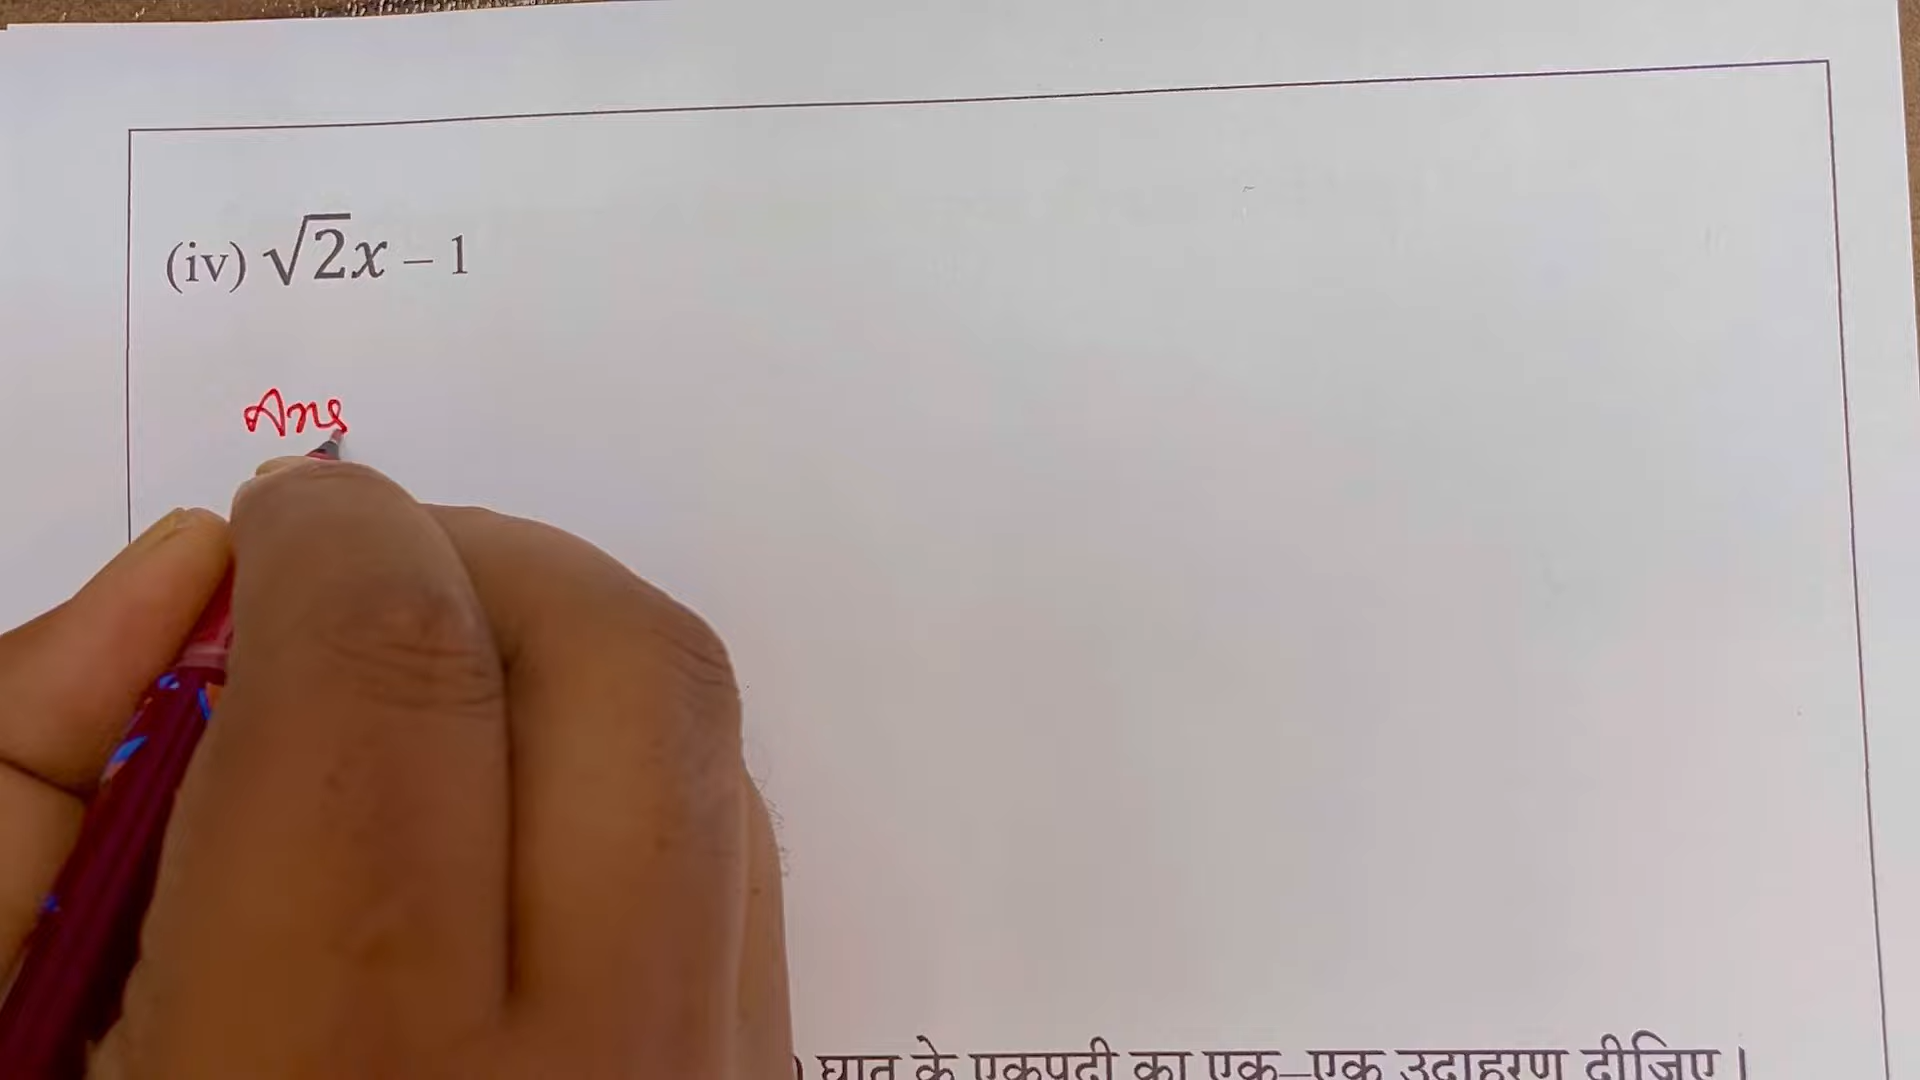 (iv) √2x – 1
Ans
) घात के एकपदी का एक–एक उदाहरण दीजिए।